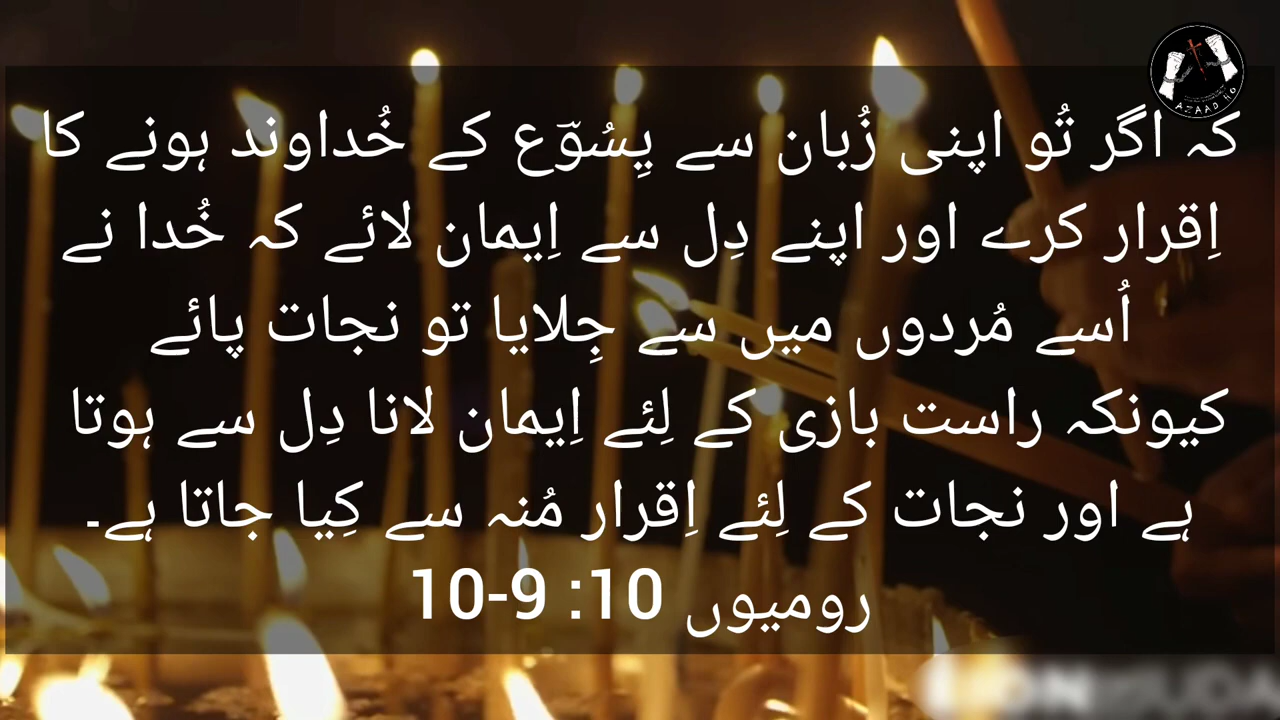 AZAAD HO
کہ اگر تُو اپنی زُبان سے یِسُوؔع کے خُداوند ہونے کا
اِقرار کرے اور اپنے دِل سے اِیمان لائے کہ خُدا نے
اُسے مُردوں میں سے جِلایا تو نجات پائے
کیونکہ راست بازی کے لِئے اِیمان لانا دِل سے ہوتا
ہے اور نجات کے لِئے اِقرار مُنہ سے کِیا جاتا ہے۔
رومیوں 10: 9-10